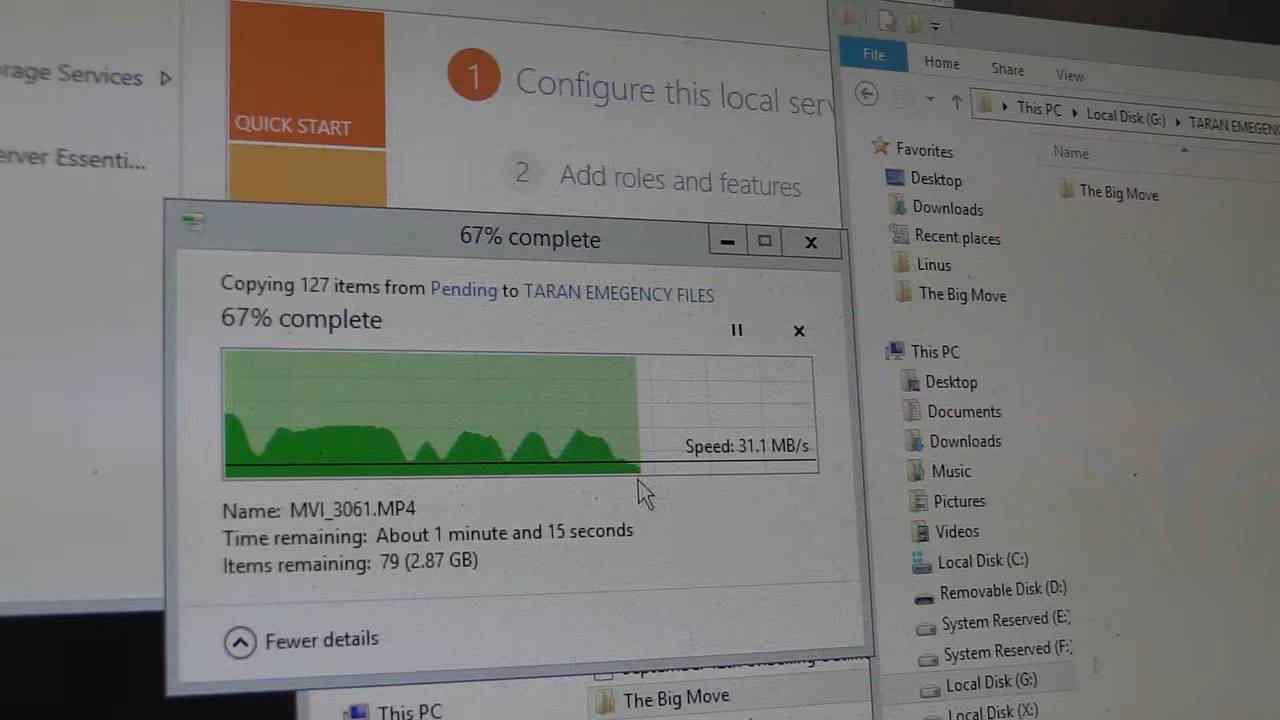 rage Services
erver Essenti...
QUICK START
1 Configure this local serv
2 Add roles and features
67% complete
Copying 127 items from Pending to TARAN EMEGENCY FILES
67% complete
Speed: 31.1 MB/s
Name: MVI_3061.MP4
Time remaining: About 1 minute and 15 seconds
Items remaining: 79 (2.87 GB)
Fewer details
This PC
The Big Move
File Home Share View
This PC Local Disk (G:) TARAN EMEGENC
Name
The Big Move
Favorites
Desktop
Downloads
Recent places
Linus
The Big Move
This PC
Desktop
Documents
Downloads
Music
Pictures
Videos
Local Disk (C:)
Removable Disk (D:)
System Reserved (E:
System Reserved (F:
Local Disk (G:)
Local Disk (X:)